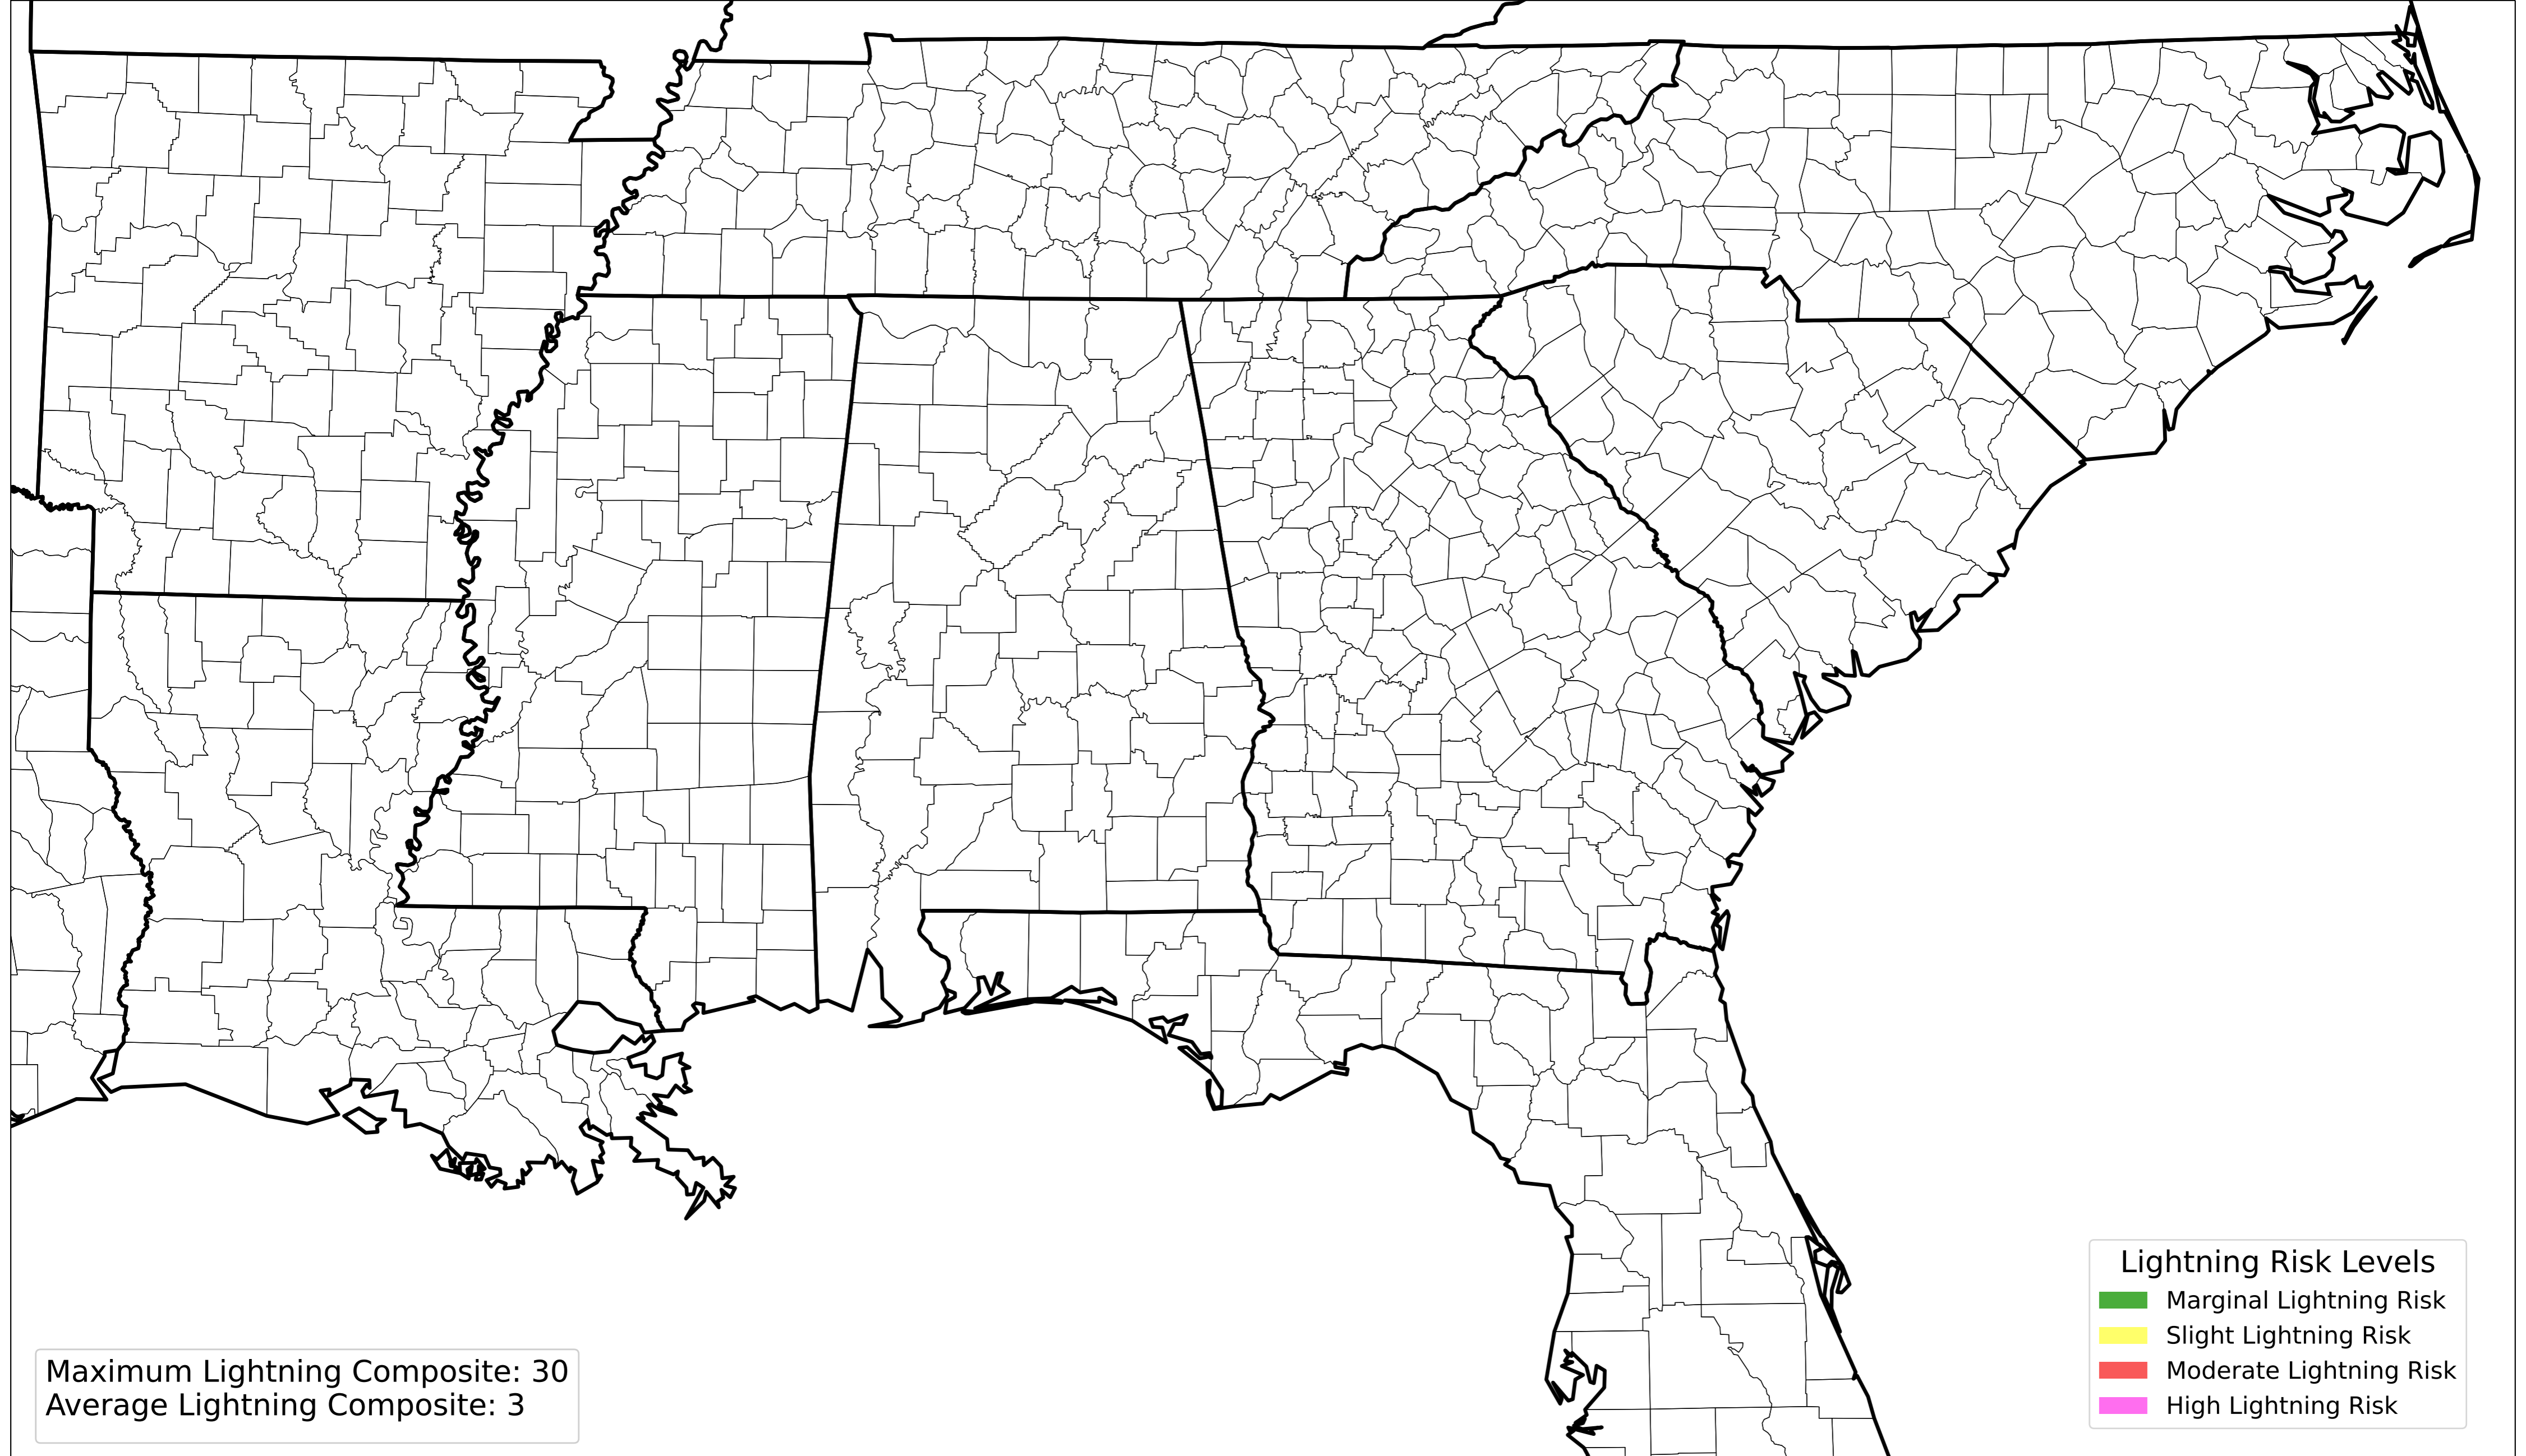 Lightning Risk Levels
Marginal Lightning Risk
Slight Lightning Risk
Moderate Lightning Risk
High Lightning Risk
Maximum Lightning Composite: 30
Average Lightning Composite: 3